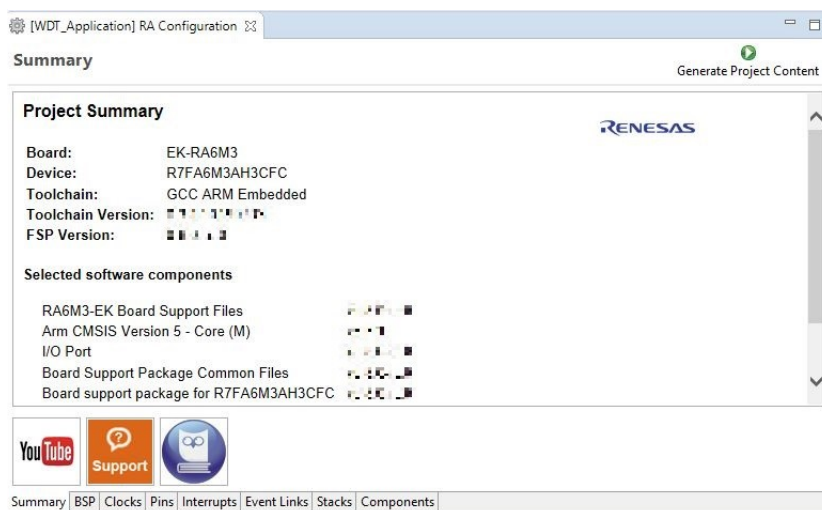 [WDT_Application] RA Configuration
Summary
Generate Project Content
Project Summary
RENESAS
Board: EK-RA6M3
Device: R7FA6M3AH3CFC
Toolchain: GCC ARM Embedded
Toolchain Version:
FSP Version:
Selected software components
RA6M3-EK Board Support Files
Arm CMSIS Version 5 - Core (M)
I/O Port
Board Support Package Common Files
Board support package for R7FA6M3AH3CFC
YouTube
Support
Summary BSP Clocks Pins Interrupts Event Links Stacks Components